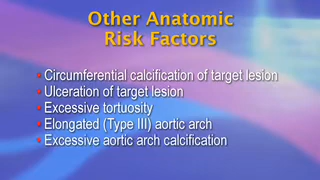 Other Anatomic
Risk Factors
• Circumferential calcification of target lesion
• Ulceration of target lesion
• Excessive tortuosity
• Elongated (Type III) aortic arch
• Excessive aortic arch calcification